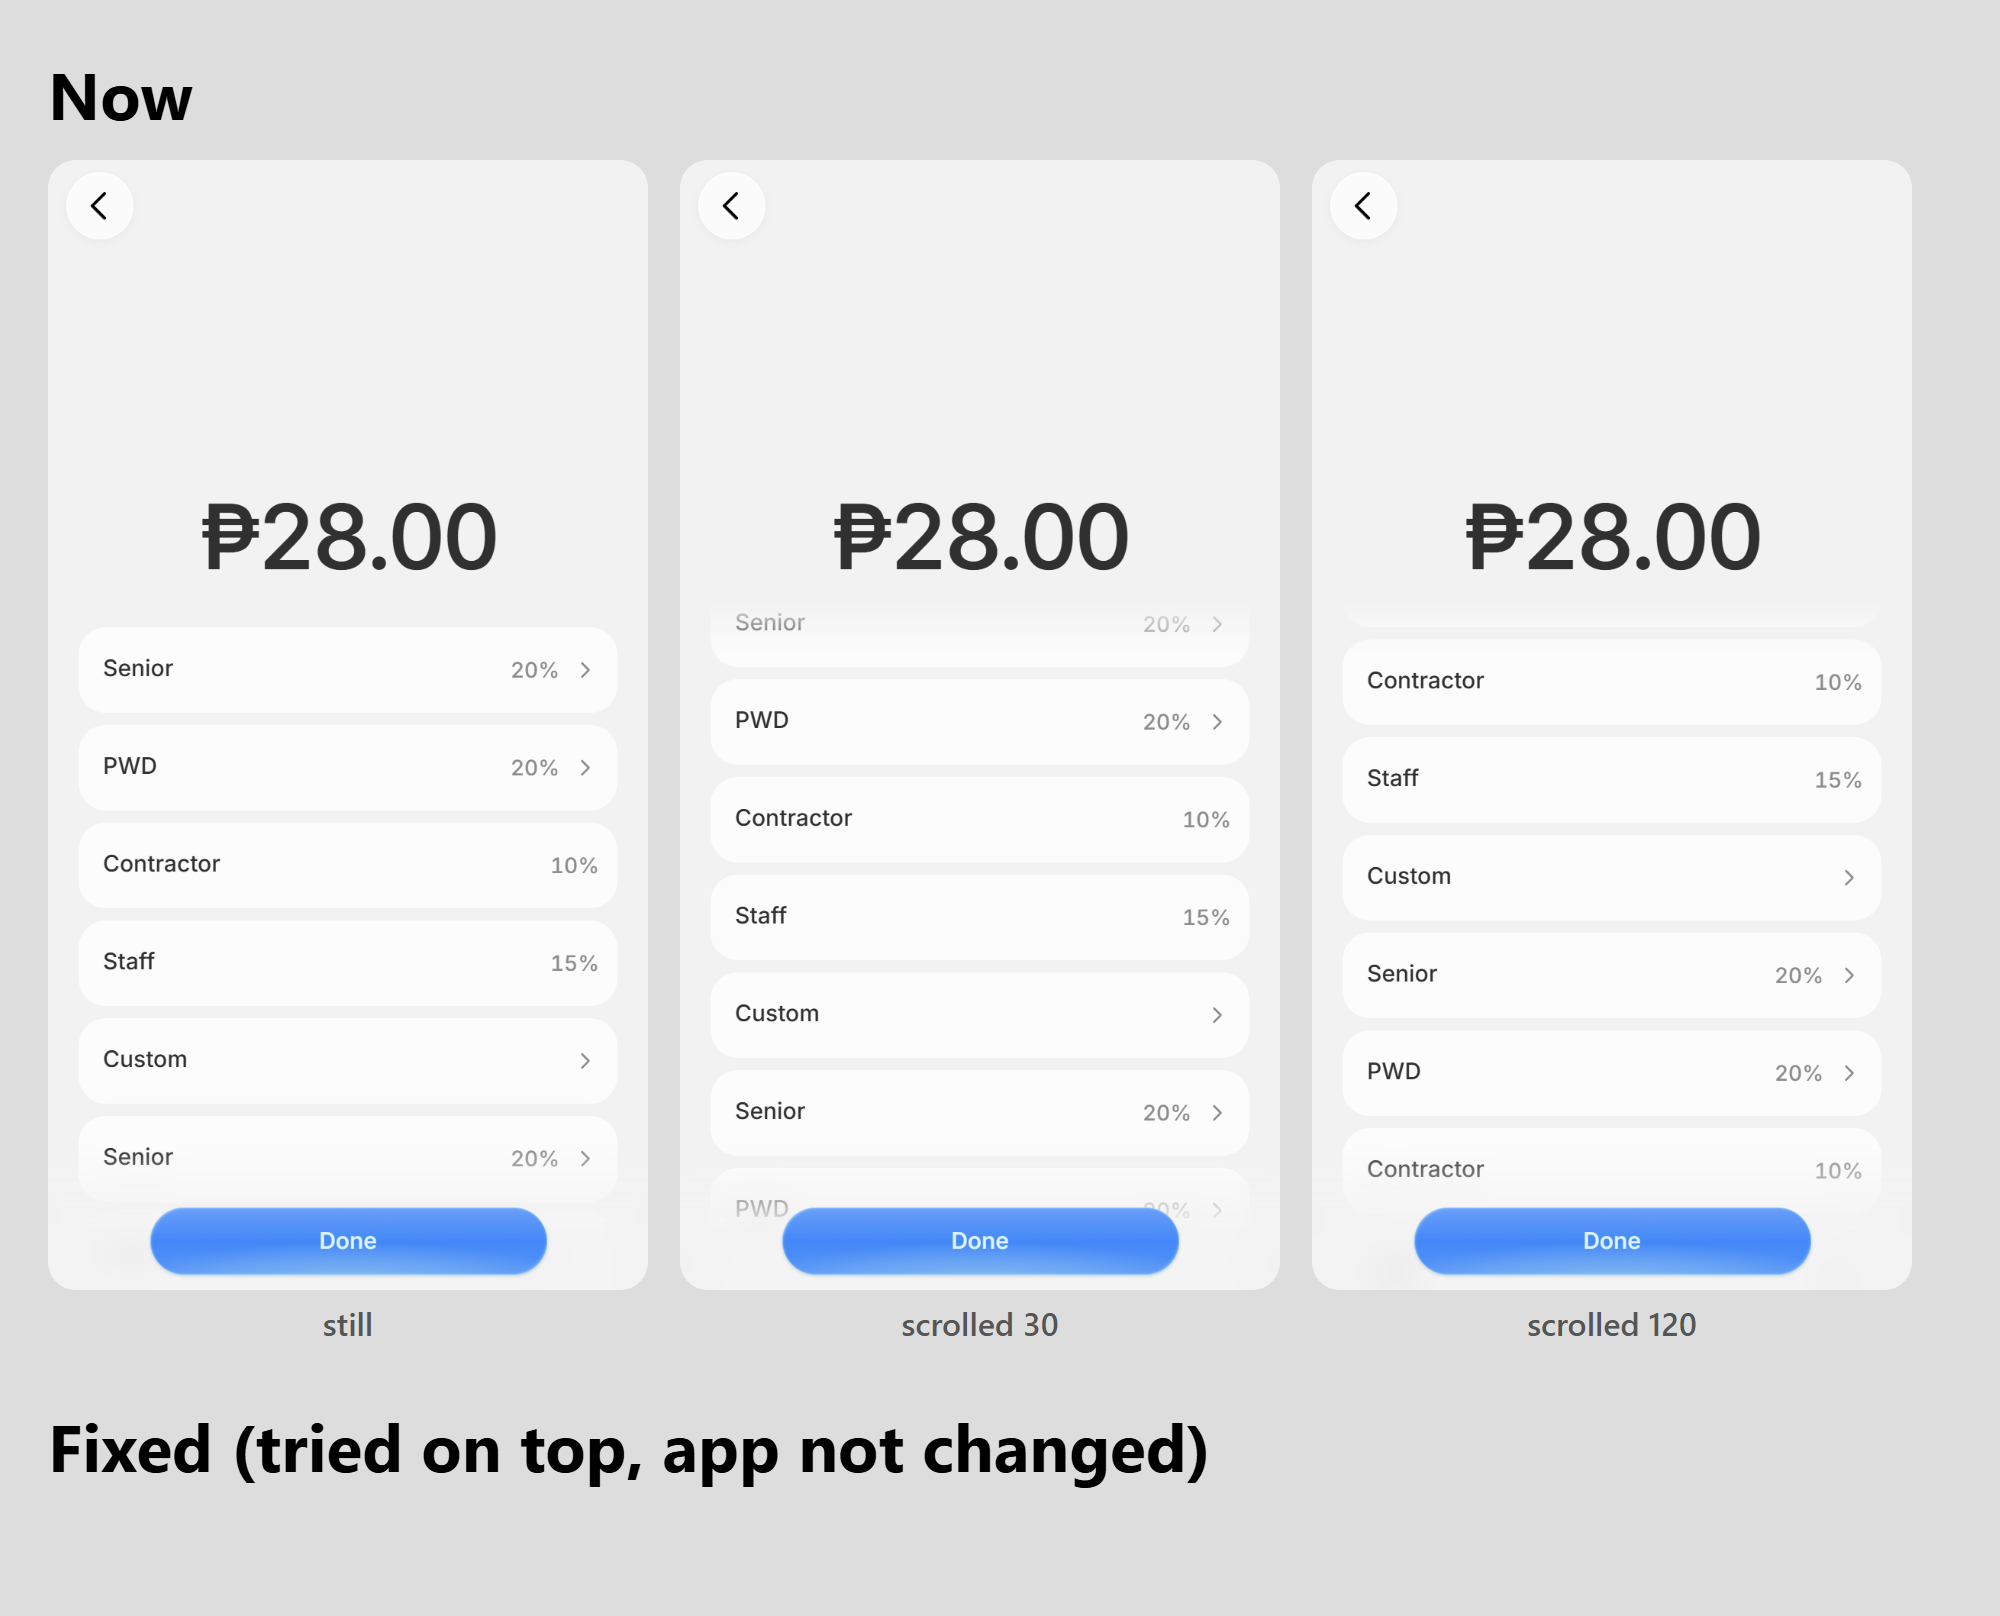 Now
₱28.00
Senior 20%
PWD 20%
Contractor 10%
Staff 15%
Custom
Senior 20%
Done
still
₱28.00
Senior 20%
PWD 20%
Contractor 10%
Staff 15%
Custom
Senior 20%
PWD 20%
Done
scrolled 30
₱28.00
Contractor 10%
Staff 15%
Custom
Senior 20%
PWD 20%
Contractor 10%
Done
scrolled 120
Fixed (tried on top, app not changed)